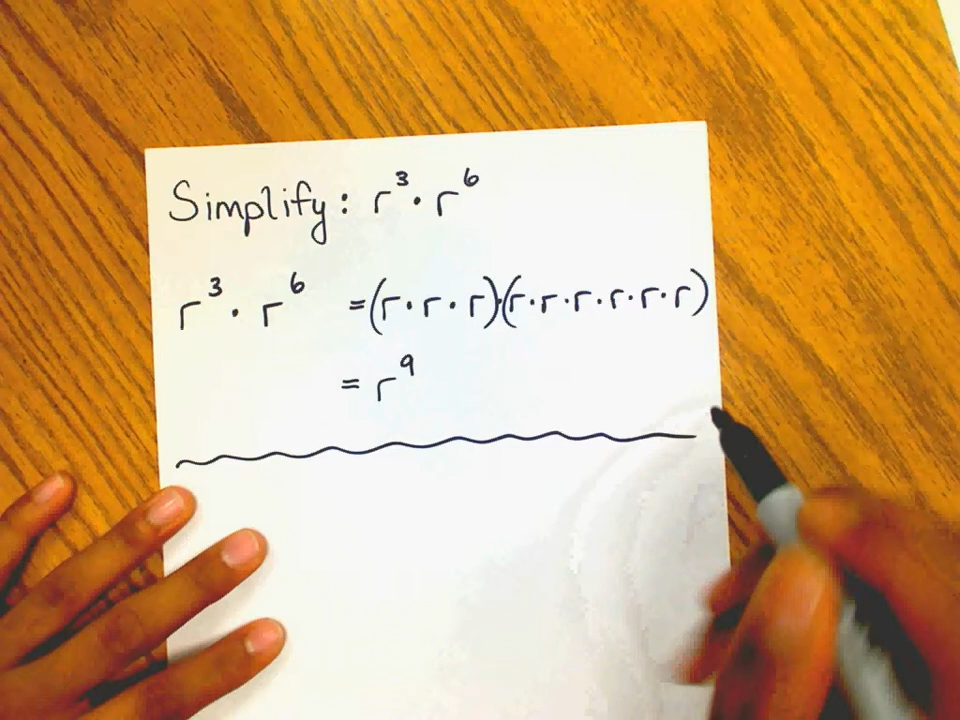 Simplify: r³ · r⁶
r³ · r⁶ = (r · r · r)·(r · r · r · r · r · r)
= r⁹